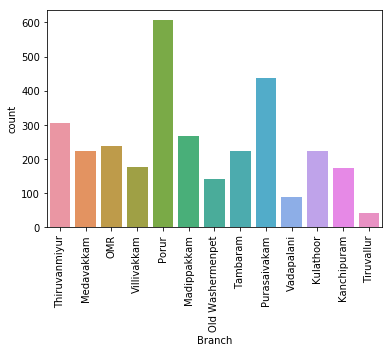 600
500
400
300
200
100
0
count
Thiruvanmiyur
Medavakkam
OMR
Villivakkam
Porur
Madippakkam
Old Washermenpet
Tambaram
Purasaivakam
Vadapalani
Kulathoor
Kanchipuram
Tiruvallur
Branch